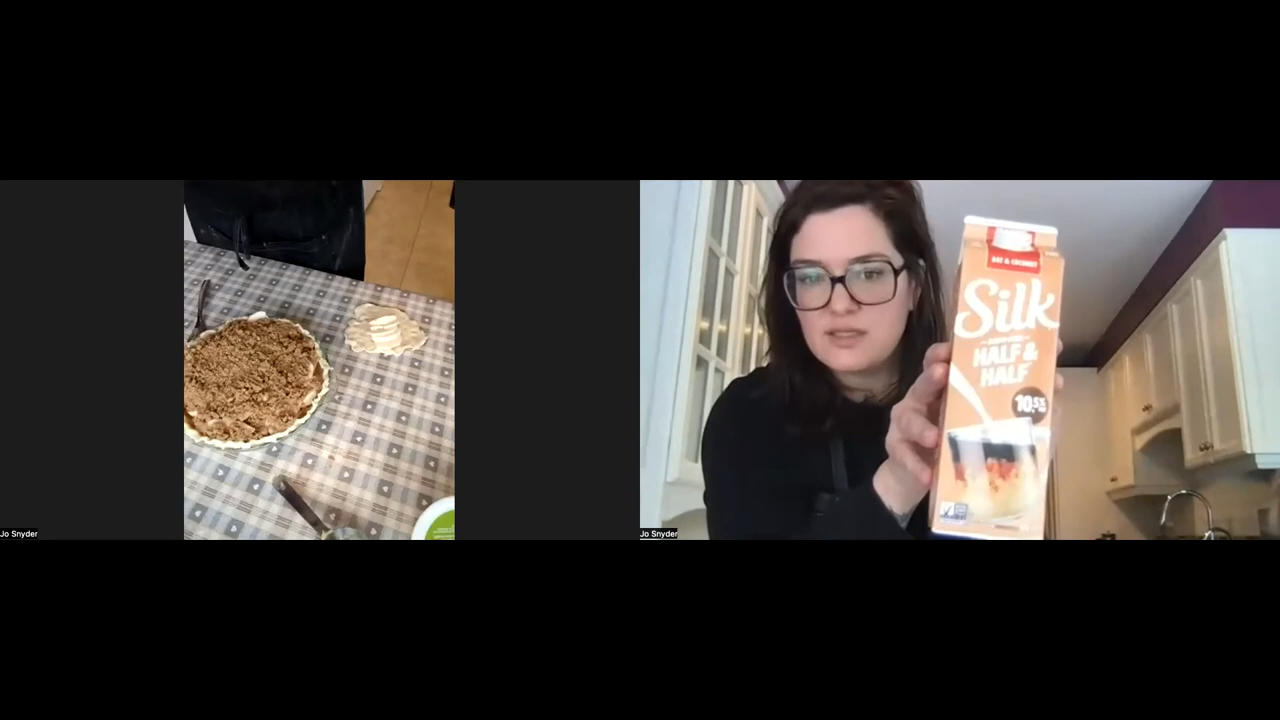 OAT & COCONUT
Silk
HALF &
HALF
10.5%
Jo Snyder
Jo Snyder